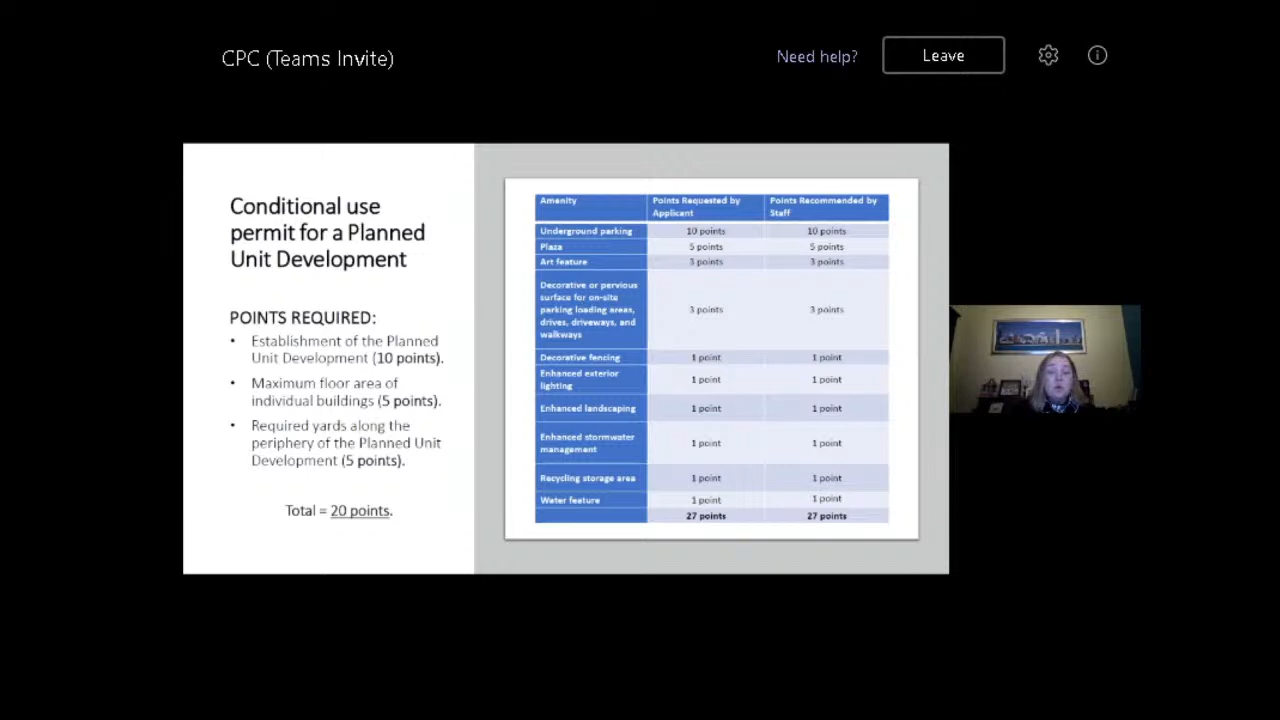 CPC (Teams Invite)
Need help?
Leave
Conditional use
permit for a Planned
Unit Development
POINTS REQUIRED:
• Establishment of the Planned
Unit Development (10 points).
• Maximum floor area of
individual buildings (5 points).
• Required yards along the
periphery of the Planned Unit
Development (5 points).
Total = 20 points.
Amenity Points Requested by Applicant Points Recommended by Staff
Underground parking 10 points 10 points
Plaza 5 points 5 points
Art feature 3 points 3 points
Decorative or pervious
surface for on-site
parking loading areas,
drives, driveways, and
walkways
3 points 3 points
Decorative fencing 1 point 1 point
Enhanced exterior
lighting
1 point 1 point
Enhanced landscaping 1 point 1 point
Enhanced stormwater
management
1 point 1 point
Recycling storage area 1 point 1 point
Water feature 1 point 1 point
27 points 27 points